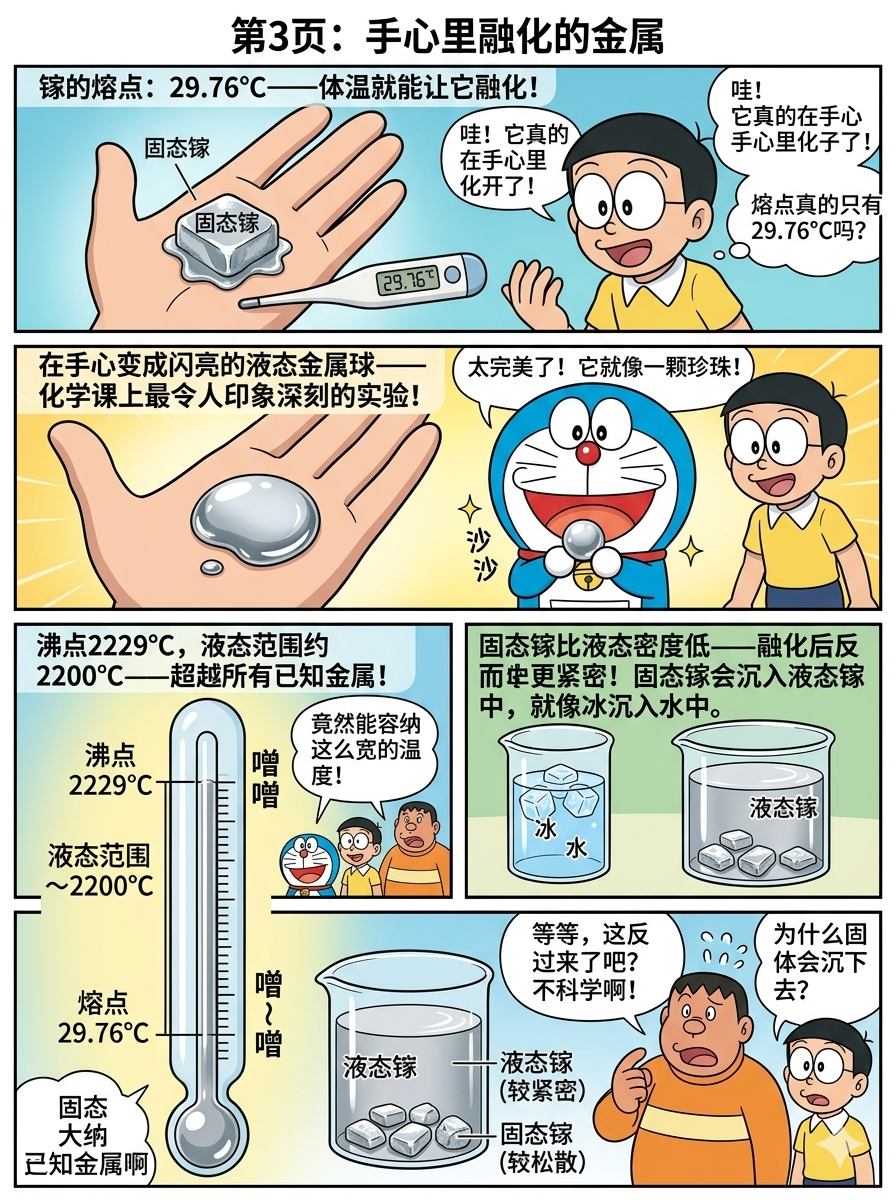 第3页：手心里融化的金属
镓的熔点：29.76℃——体温就能让它融化！
固态镓
固态镓
29.76℃
哇！它真的
在手心里
化开了！
哇！
它真的在手心
手心里化子了！
熔点真的只有
29.76℃吗？
在手心变成闪亮的液态金属球——
化学课上最令人印象深刻的实验！
太完美了！它就像一颗珍珠！
沙沙
沸点2229℃，液态范围约
2200℃——超越所有已知金属！
沸点
2229℃
液态范围
～2200℃
熔点
29.76℃
噌噌
竟然能容纳
这么宽的温
度！
噌～噌
固态
大纳
已知金属啊
固态镓比液态密度低——融化后反
而更紧密！固态镓会沉入液态镓
中，就像冰沉入水中。
冰
水
液态镓
液态镓
液态镓
(较紧密)
固态镓
(较松散)
等等，这反
过来了吧？
不科学啊！
为什么固
体会沉下
去？